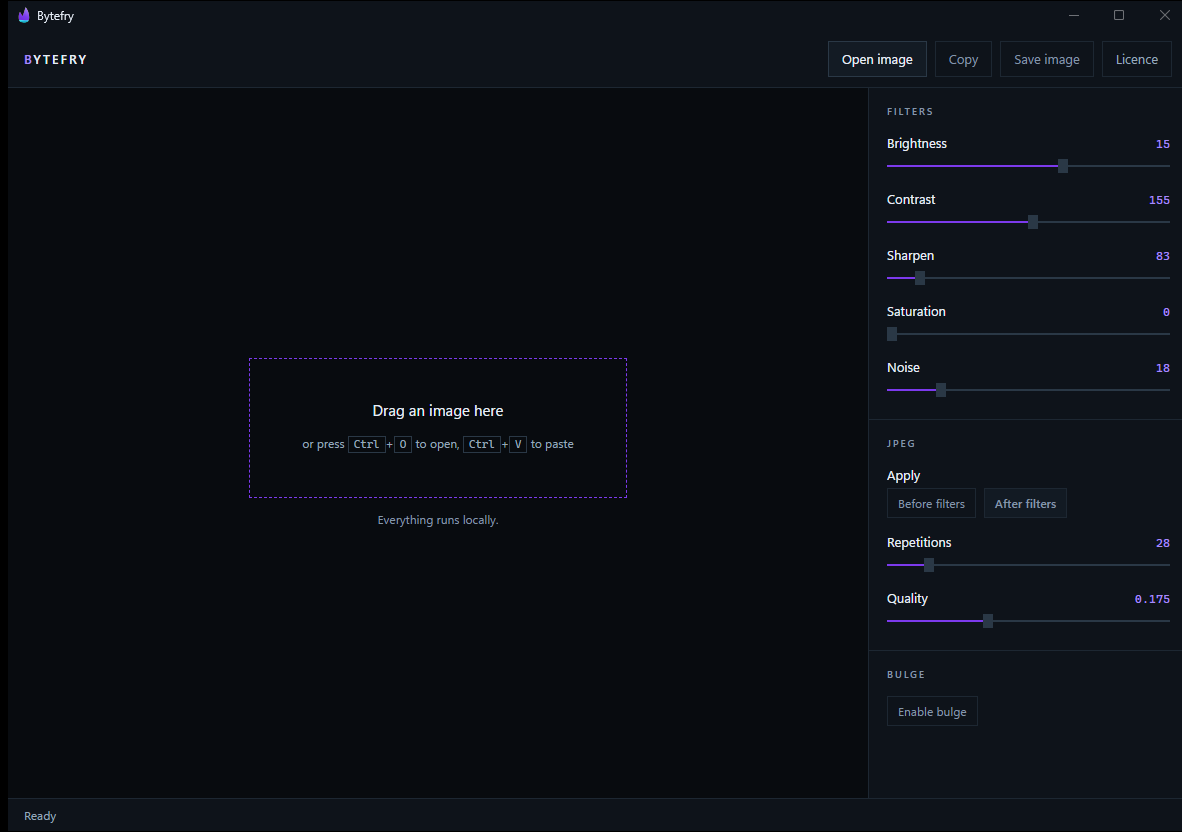 Bytefry
BYTEFRY
Open image
Copy
Save image
Licence
Drag an image here
or press Ctrl + O to open, Ctrl + V to paste
Everything runs locally.
FILTERS
Brightness 15
Contrast 155
Sharpen 83
Saturation 0
Noise 18
JPEG
Apply
Before filters
After filters
Repetitions 28
Quality 0.175
BULGE
Enable bulge
Ready